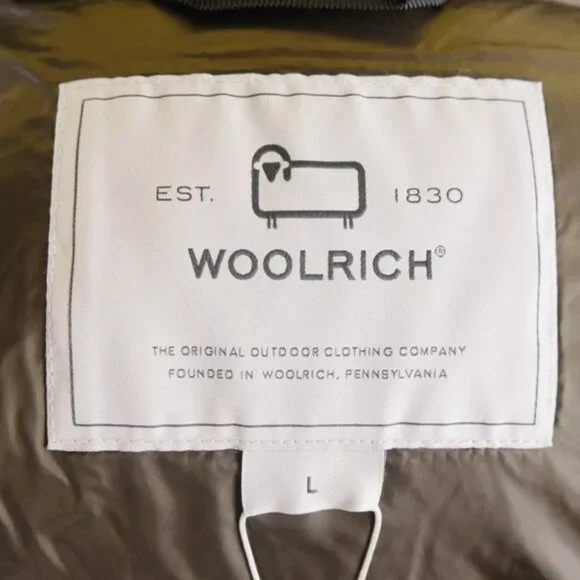 EST. 1830
WOOLRICH®
THE ORIGINAL OUTDOOR CLOTHING COMPANY
FOUNDED IN WOOLRICH, PENNSYLVANIA
L